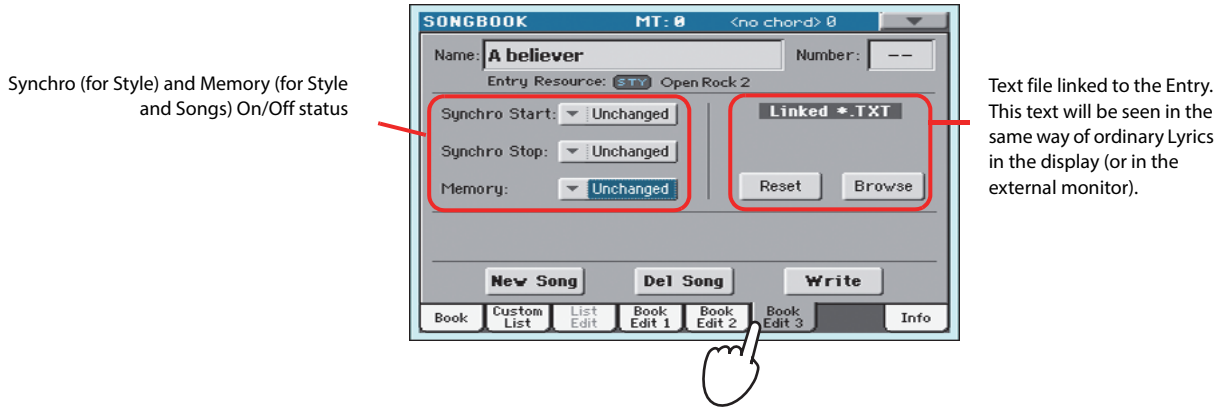 SONGBOOK MT: 0 <no chord> 0
Name: A believer Number: --
Entry Resource: STY Open Rock 2
Synchro (for Style) and Memory (for Style
and Songs) On/Off status
Synchro Start: Unchanged
Synchro Stop: Unchanged
Memory: Unchanged
Linked *.TXT
Reset Browse
Text file linked to the Entry.
This text will be seen in the
same way of ordinary Lyrics
in the display (or in the
external monitor).
New Song Del Song Write
Book
Custom
List
List
Edit
Book
Edit 1
Book
Edit 2
Book
Edit 3
Info